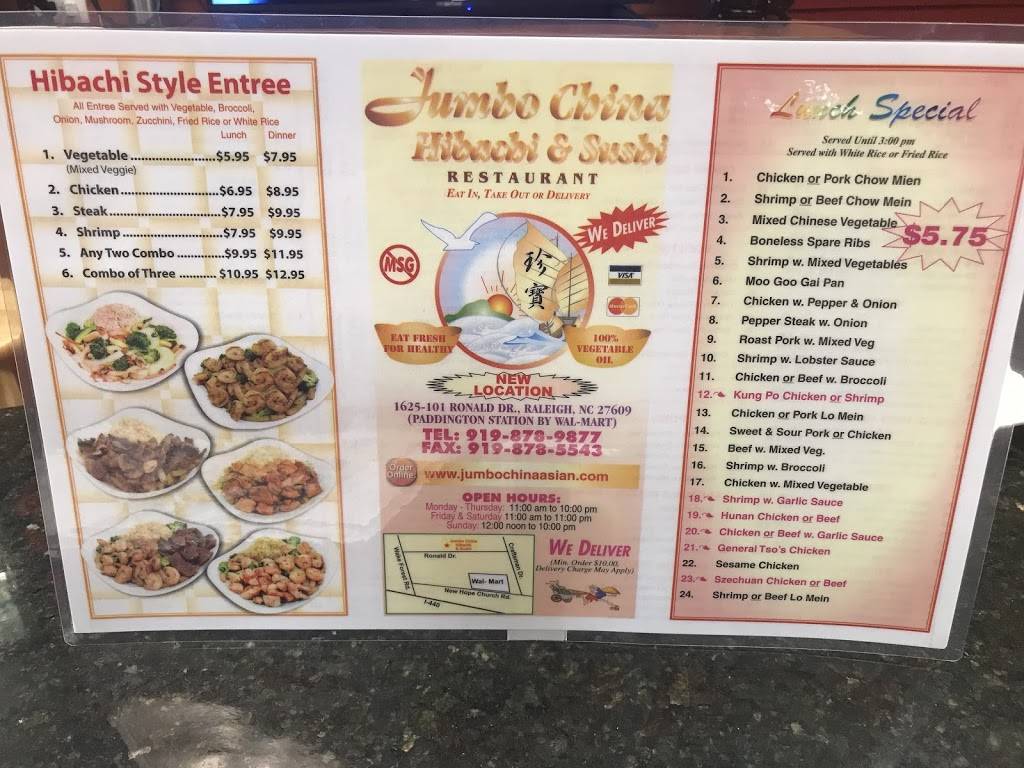 Hibachi Style Entree
All Entree Served with Vegetable, Broccoli,
Onion, Mushroom, Zucchini, Fried Rice or White Rice
Lunch Dinner
1. Vegetable ........................$5.95 $7.95
(Mixed Veggie)
2. Chicken............................$6.95 $8.95
3. Steak................................$7.95 $9.95
4. Shrimp.............................$7.95 $9.95
5. Any Two Combo ..............$9.95 $11.95
6. Combo of Three ...........$10.95 $12.95
Jumbo China
Hibachi & Sushi
RESTAURANT
EAT IN, TAKE OUT OR DELIVERY
WE DELIVER
MSG
珍
寶
VISA
MasterCard
EAT FRESH
FOR HEALTHY
100%
VEGETABLE
OIL
NEW
LOCATION
1625-101 RONALD DR., RALEIGH, NC 27609
(PADDINGTON STATION BY WAL-MART)
TEL: 919-878-9877
FAX: 919-878-5543
Order
Online:
www.jumbochinaasian.com
OPEN HOURS:
Monday - Thursday: 11:00 am to 10:00 pm
Friday & Saturday 11:00 am to 11:00 pm
Sunday: 12:00 noon to 10:00 pm
Jumbo China
Hibachi
& Sushi
Ronald Dr.
Wake Forest Rd.
Craftsman Dr.
Wal- Mart
New Hope Church Rd.
I-440
WE DELIVER
(Min. Order $10.00,
Delivery Charge May Apply)
Lunch Special
Served Until 3:00 pm
Served with White Rice or Fried Rice
$5.75
1. Chicken or Pork Chow Mien
2. Shrimp or Beef Chow Mein
3. Mixed Chinese Vegetable
4. Boneless Spare Ribs
5. Shrimp w. Mixed Vegetables
6. Moo Goo Gai Pan
7. Chicken w. Pepper & Onion
8. Pepper Steak w. Onion
9. Roast Pork w. Mixed Veg
10. Shrimp w. Lobster Sauce
11. Chicken or Beef w. Broccoli
12. Kung Po Chicken or Shrimp
13. Chicken or Pork Lo Mein
14. Sweet & Sour Pork or Chicken
15. Beef w. Mixed Veg.
16. Shrimp w. Broccoli
17. Chicken w. Mixed Vegetable
18. Shrimp w. Garlic Sauce
19. Hunan Chicken or Beef
20. Chicken or Beef w. Garlic Sauce
21. General Tso's Chicken
22. Sesame Chicken
23. Szechuan Chicken or Beef
24. Shrimp or Beef Lo Mein